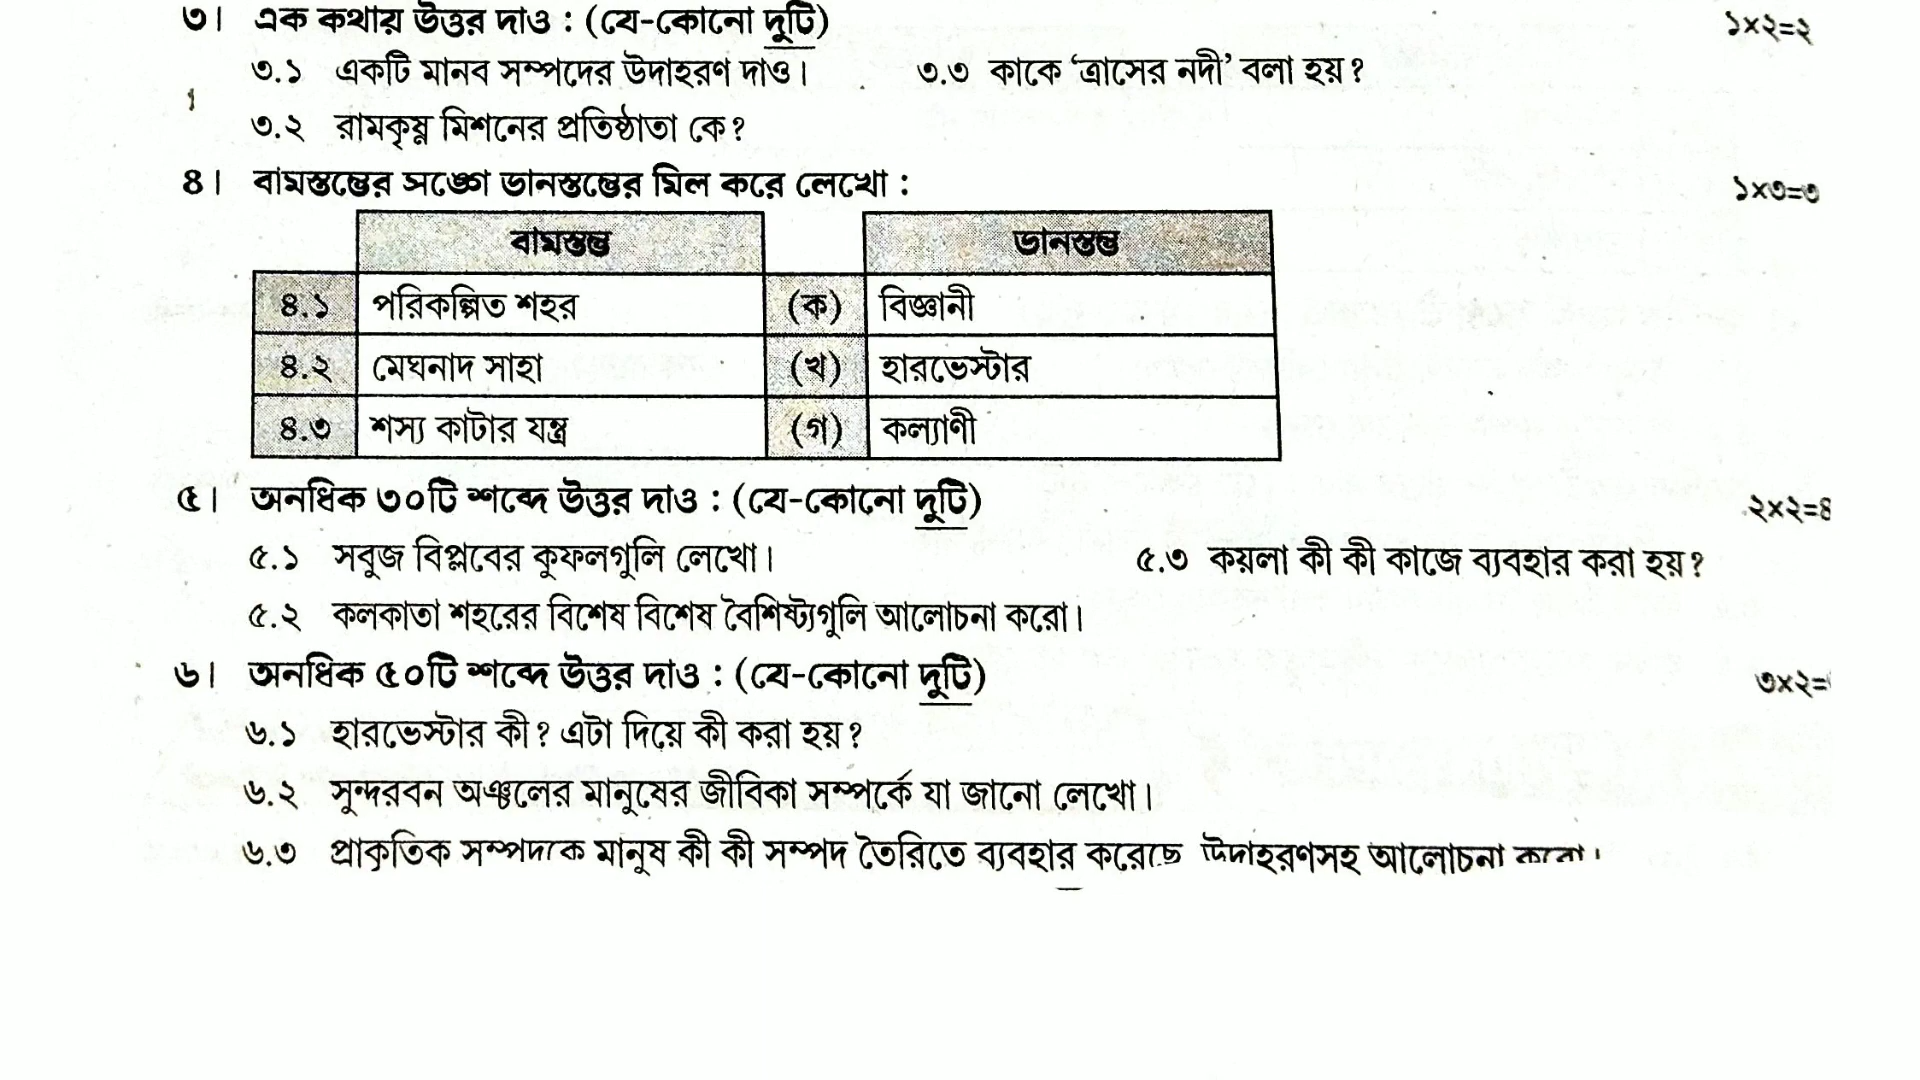 ৩। এক কথায় উত্তর দাও : (যে-কোনো দুটি) ১×২=২
৩.১ একটি মানব সম্পদের উদাহরণ দাও। ৩.৩ কাকে ‘ত্রাসের নদী’ বলা হয়?
৩.২ রামকৃষ্ণ মিশনের প্রতিষ্ঠাতা কে?
৪। বামস্তম্ভের সঙ্গে ডানস্তম্ভের মিল করে লেখো : ১×৩=৩
বামস্তম্ভ ডানস্তম্ভ
৪.১ পরিকল্পিত শহর (ক) বিজ্ঞানী
৪.২ মেঘনাদ সাহা (খ) হারভেস্টার
৪.৩ শস্য কাটার যন্ত্র (গ) কল্যাণী
৫। অনধিক ৩০টি শব্দে উত্তর দাও : (যে-কোনো দুটি) ২×২=৪
৫.১ সবুজ বিপ্লবের কুফলগুলি লেখো। ৫.৩ কয়লা কী কী কাজে ব্যবহার করা হয়?
৫.২ কলকাতা শহরের বিশেষ বিশেষ বৈশিষ্ট্যগুলি আলোচনা করো।
৬। অনধিক ৫০টি শব্দে উত্তর দাও : (যে-কোনো দুটি) ৩×২=
৬.১ হারভেস্টার কী? এটা দিয়ে কী করা হয়?
৬.২ সুন্দরবন অঞ্চলের মানুষের জীবিকা সম্পর্কে যা জানো লেখো।
৬.৩ প্রাকৃতিক সম্পদকে মানুষ কী কী সম্পদ তৈরিতে ব্যবহার করেছে উদাহরণসহ আলোচনা করো।